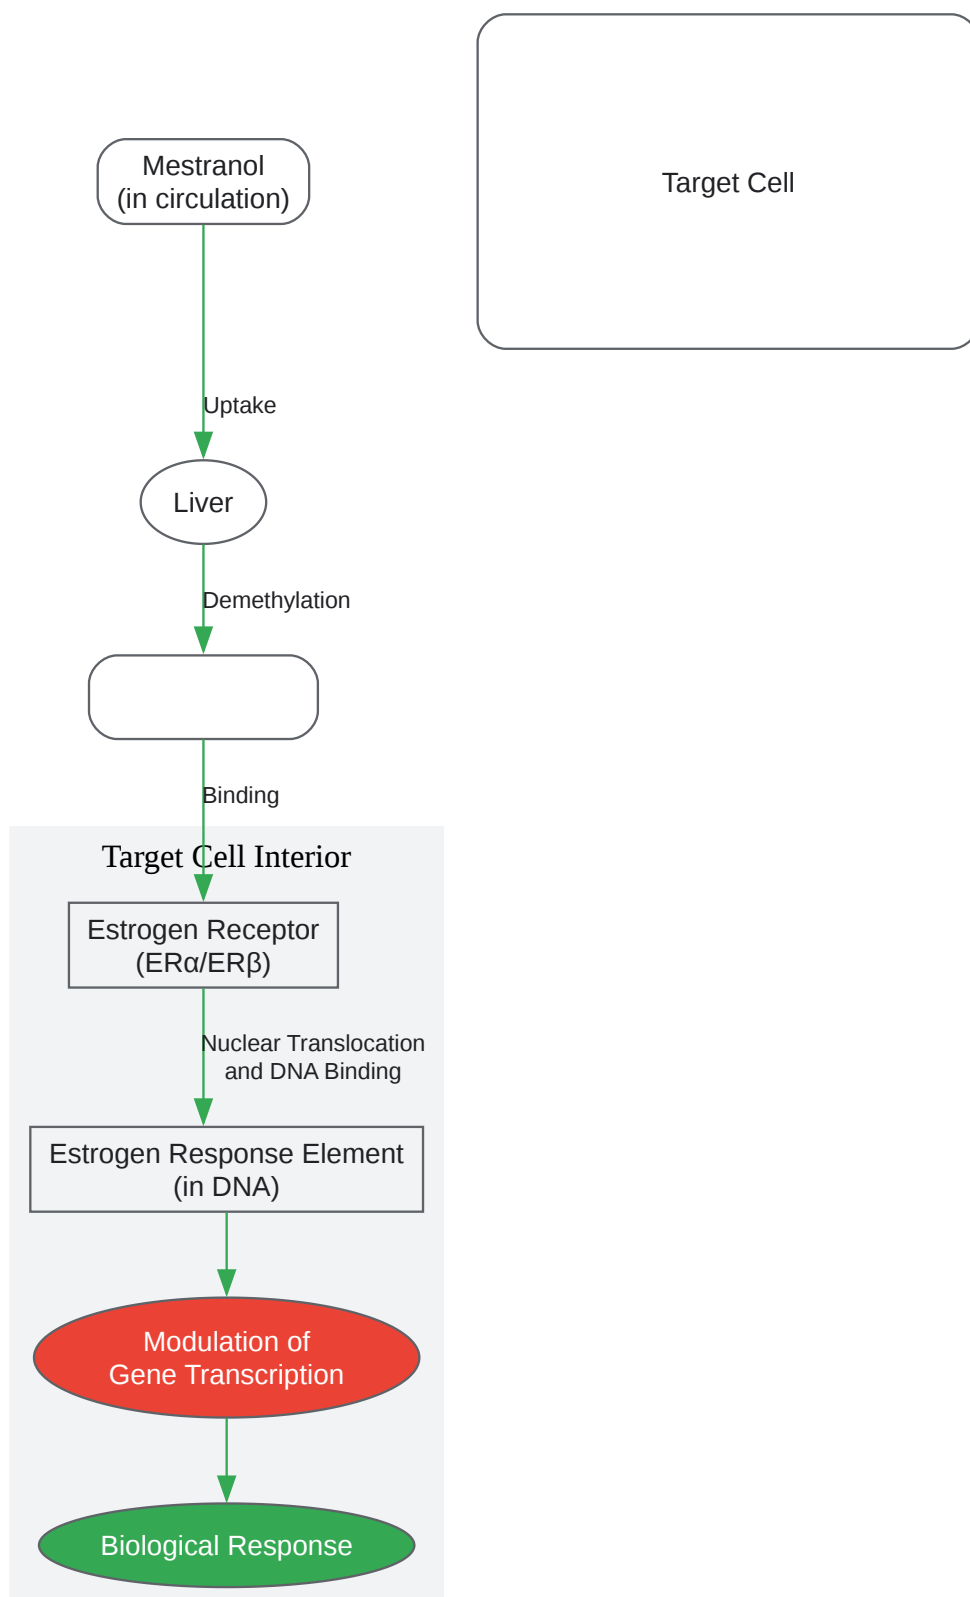 Mestranol
(in circulation)
Target Cell
Uptake
Liver
Demethylation
Binding
Target Cell Interior
Estrogen Receptor
(ERα/ERβ)
Nuclear Translocation
and DNA Binding
Estrogen Response Element
(in DNA)
Modulation of
Gene Transcription
Biological Response